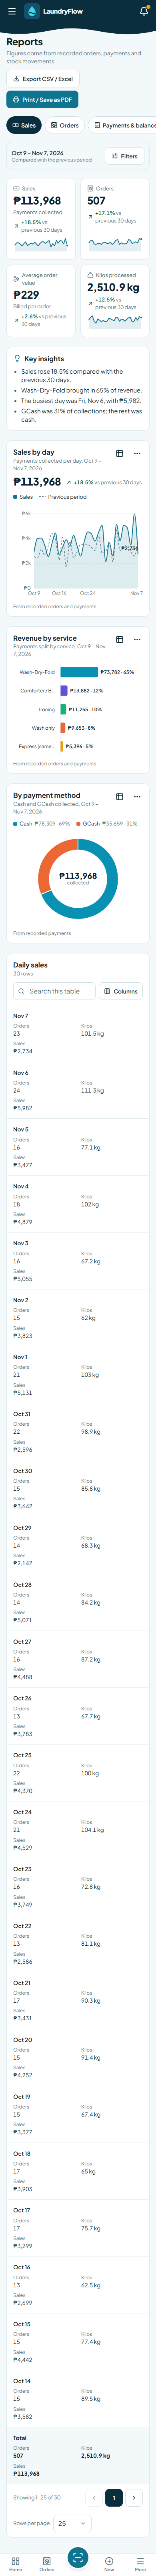 LaundryFlow
Reports
Figures come from recorded orders, payments and
stock movements.
Export CSV / Excel
Print / Save as PDF
Sales
Orders
Payments & balance
Oct 9 – Nov 7, 2026
Compared with the previous period
Filters
Sales
₱113,968
Payments collected
+18.5% vs
previous 30 days
Orders
507
+17.1% vs
previous 30 days
Average order
value
₱229
Billed per order
+2.6% vs previous
30 days
Kilos processed
2,510.9 kg
+12.5% vs
previous 30 days
Key insights
Sales rose 18.5% compared with the
previous 30 days.
Wash-Dry-Fold brought in 65% of revenue.
The busiest day was Fri, Nov 6, with ₱5,982.
GCash was 31% of collections; the rest was
cash.
Sales by day
Payments collected per day, Oct 9 –
Nov 7, 2026
₱113,968
+18.5% vs previous 30 days
Sales
Previous period
₱6k
₱4k
₱2k
₱0
₱2,734
Oct 9
Oct 16
Oct 24
Nov 7
From recorded orders and payments
Revenue by service
Payments split by service. Oct 9 – Nov
7, 2026
Wash-Dry-Fold
₱73,782 · 65%
Comforter / B…
₱13,882 · 12%
Ironing
₱11,255 · 10%
Wash only
₱9,653 · 8%
Express (same…
₱5,396 · 5%
From recorded orders and payments
By payment method
Cash and GCash collected, Oct 9 –
Nov 7, 2026
Cash ₱78,309 · 69%
GCash ₱35,659 · 31%
₱113,968
collected
From recorded payments
Daily sales
30 rows
Search this table
Columns
Nov 7
Orders
Kilos
23
101.5 kg
Sales
₱2,734
Nov 6
Orders
Kilos
24
111.3 kg
Sales
₱5,982
Nov 5
Orders
Kilos
16
77.1 kg
Sales
₱3,477
Nov 4
Orders
Kilos
18
102 kg
Sales
₱4,879
Nov 3
Orders
Kilos
16
67.2 kg
Sales
₱5,055
Nov 2
Orders
Kilos
15
62 kg
Sales
₱3,823
Nov 1
Orders
Kilos
21
103 kg
Sales
₱5,131
Oct 31
Orders
Kilos
22
98.9 kg
Sales
₱2,596
Oct 30
Orders
Kilos
15
85.8 kg
Sales
₱3,642
Oct 29
Orders
Kilos
14
68.3 kg
Sales
₱2,142
Oct 28
Orders
Kilos
14
84.2 kg
Sales
₱5,071
Oct 27
Orders
Kilos
16
87.2 kg
Sales
₱4,488
Oct 26
Orders
Kilos
13
67.7 kg
Sales
₱3,783
Oct 25
Orders
Kilos
22
100 kg
Sales
₱4,370
Oct 24
Orders
Kilos
21
104.1 kg
Sales
₱4,529
Oct 23
Orders
Kilos
16
72.8 kg
Sales
₱3,749
Oct 22
Orders
Kilos
13
81.1 kg
Sales
₱2,586
Oct 21
Orders
Kilos
17
90.3 kg
Sales
₱3,431
Oct 20
Orders
Kilos
15
91.4 kg
Sales
₱4,252
Oct 19
Orders
Kilos
15
67.4 kg
Sales
₱3,377
Oct 18
Orders
Kilos
17
65 kg
Sales
₱3,903
Oct 17
Orders
Kilos
17
75.7 kg
Sales
₱3,299
Oct 16
Orders
Kilos
13
62.5 kg
Sales
₱2,699
Oct 15
Orders
Kilos
15
77.4 kg
Sales
₱4,442
Oct 14
Orders
Kilos
15
89.5 kg
Sales
₱3,582
Total
Orders
Kilos
507
2,510.9 kg
Sales
₱113,968
Showing 1–25 of 30
1
Rows per page
25
Home
Orders
New
More